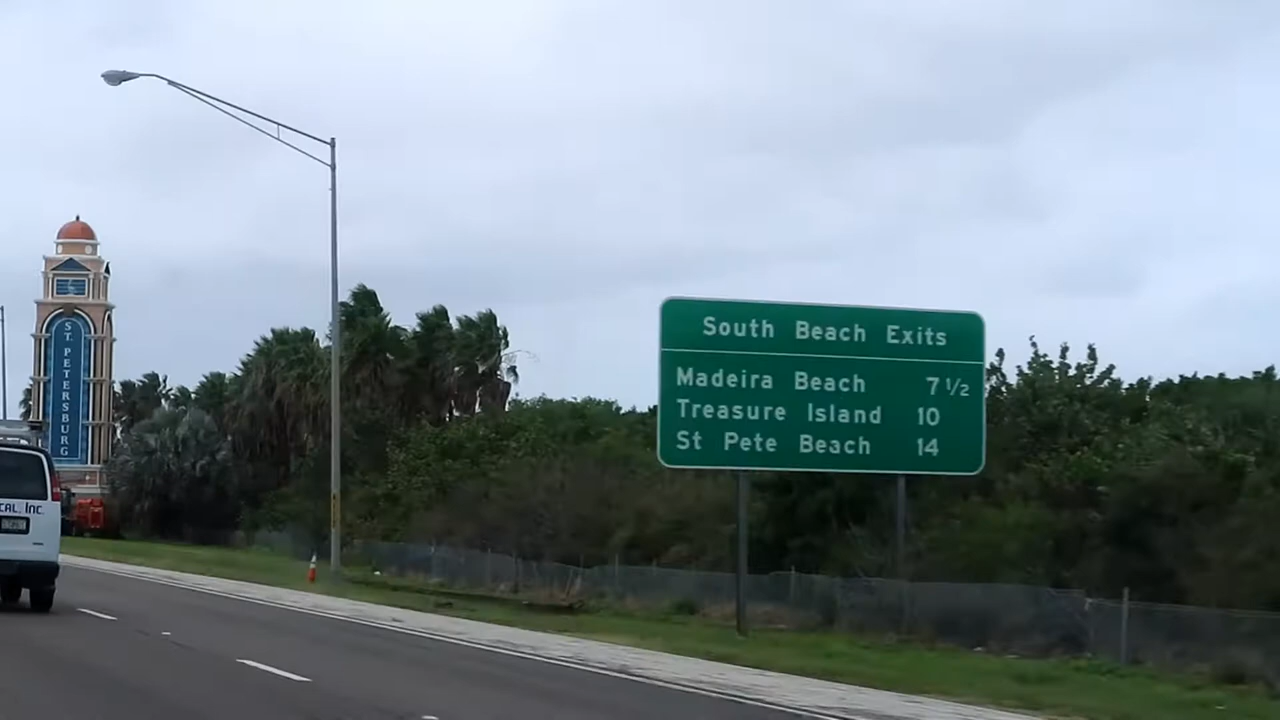 ST. PETERSBURG
CAL, Inc.
South Beach Exits
Madeira Beach 7 1/2
Treasure Island 10
St Pete Beach 14